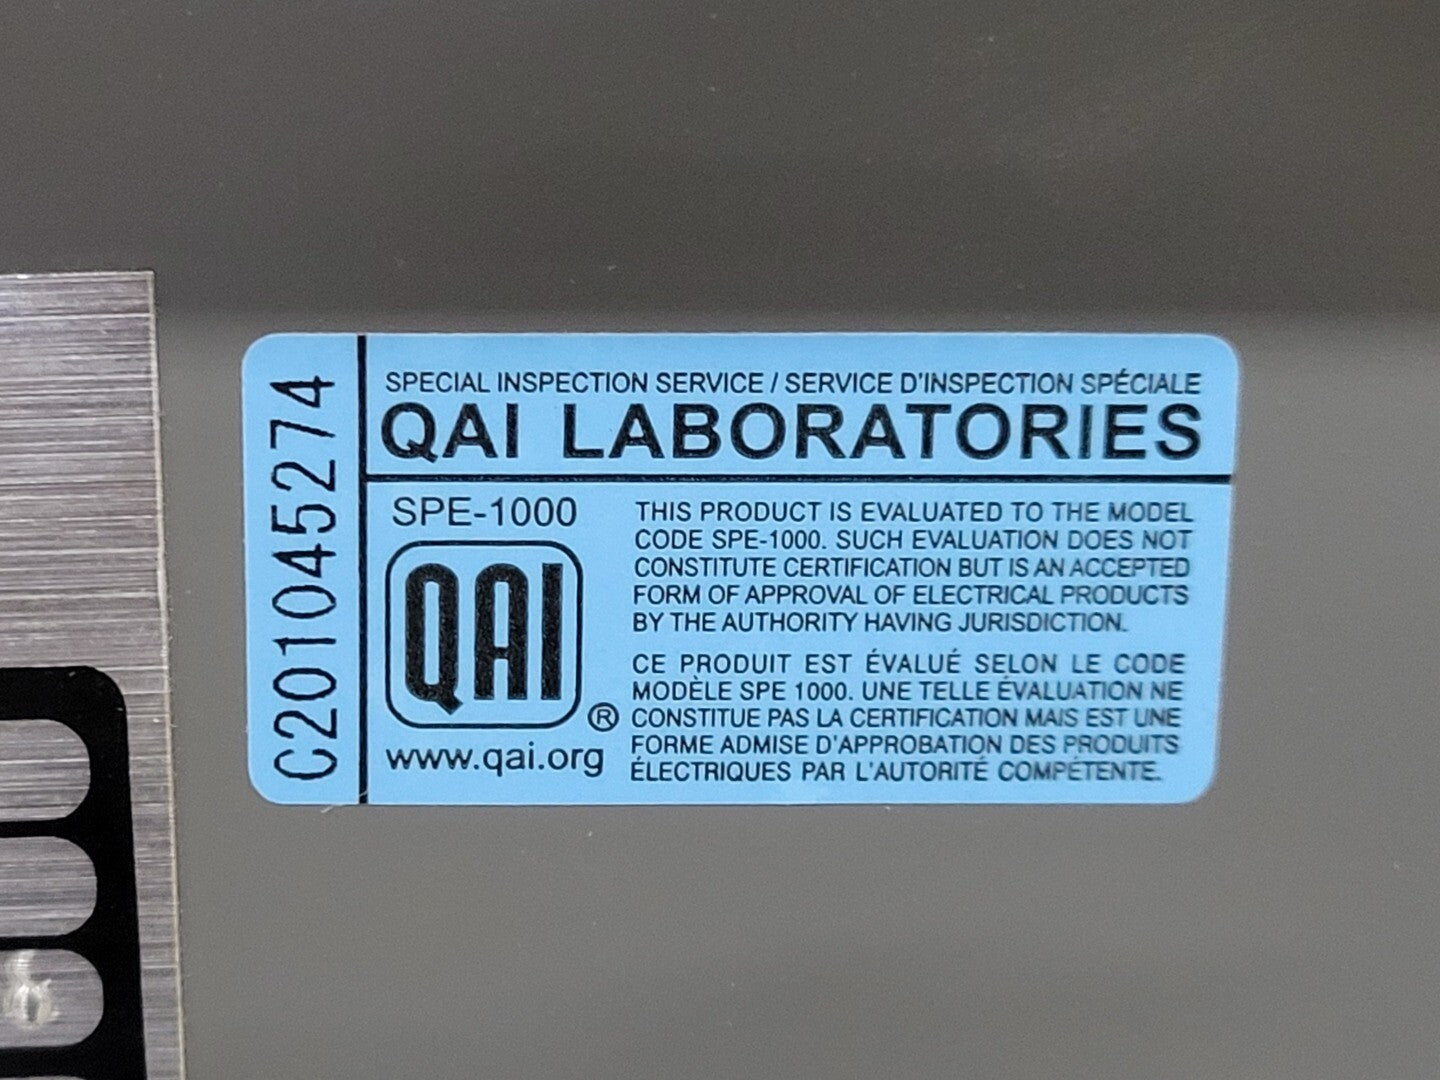 C201045274
SPECIAL INSPECTION SERVICE / SERVICE D'INSPECTION SPÉCIALE
QAI LABORATORIES
SPE-1000
QAI
®
www.qai.org
THIS PRODUCT IS EVALUATED TO THE MODEL
CODE SPE-1000. SUCH EVALUATION DOES NOT
CONSTITUTE CERTIFICATION BUT IS AN ACCEPTED
FORM OF APPROVAL OF ELECTRICAL PRODUCTS
BY THE AUTHORITY HAVING JURISDICTION.
CE PRODUIT EST ÉVALUÉ SELON LE CODE
MODÈLE SPE 1000. UNE TELLE ÉVALUATION NE
CONSTITUE PAS LA CERTIFICATION MAIS EST UNE
FORME ADMISE D'APPROBATION DES PRODUITS
ÉLECTRIQUES PAR L'AUTORITÉ COMPÉTENTE.